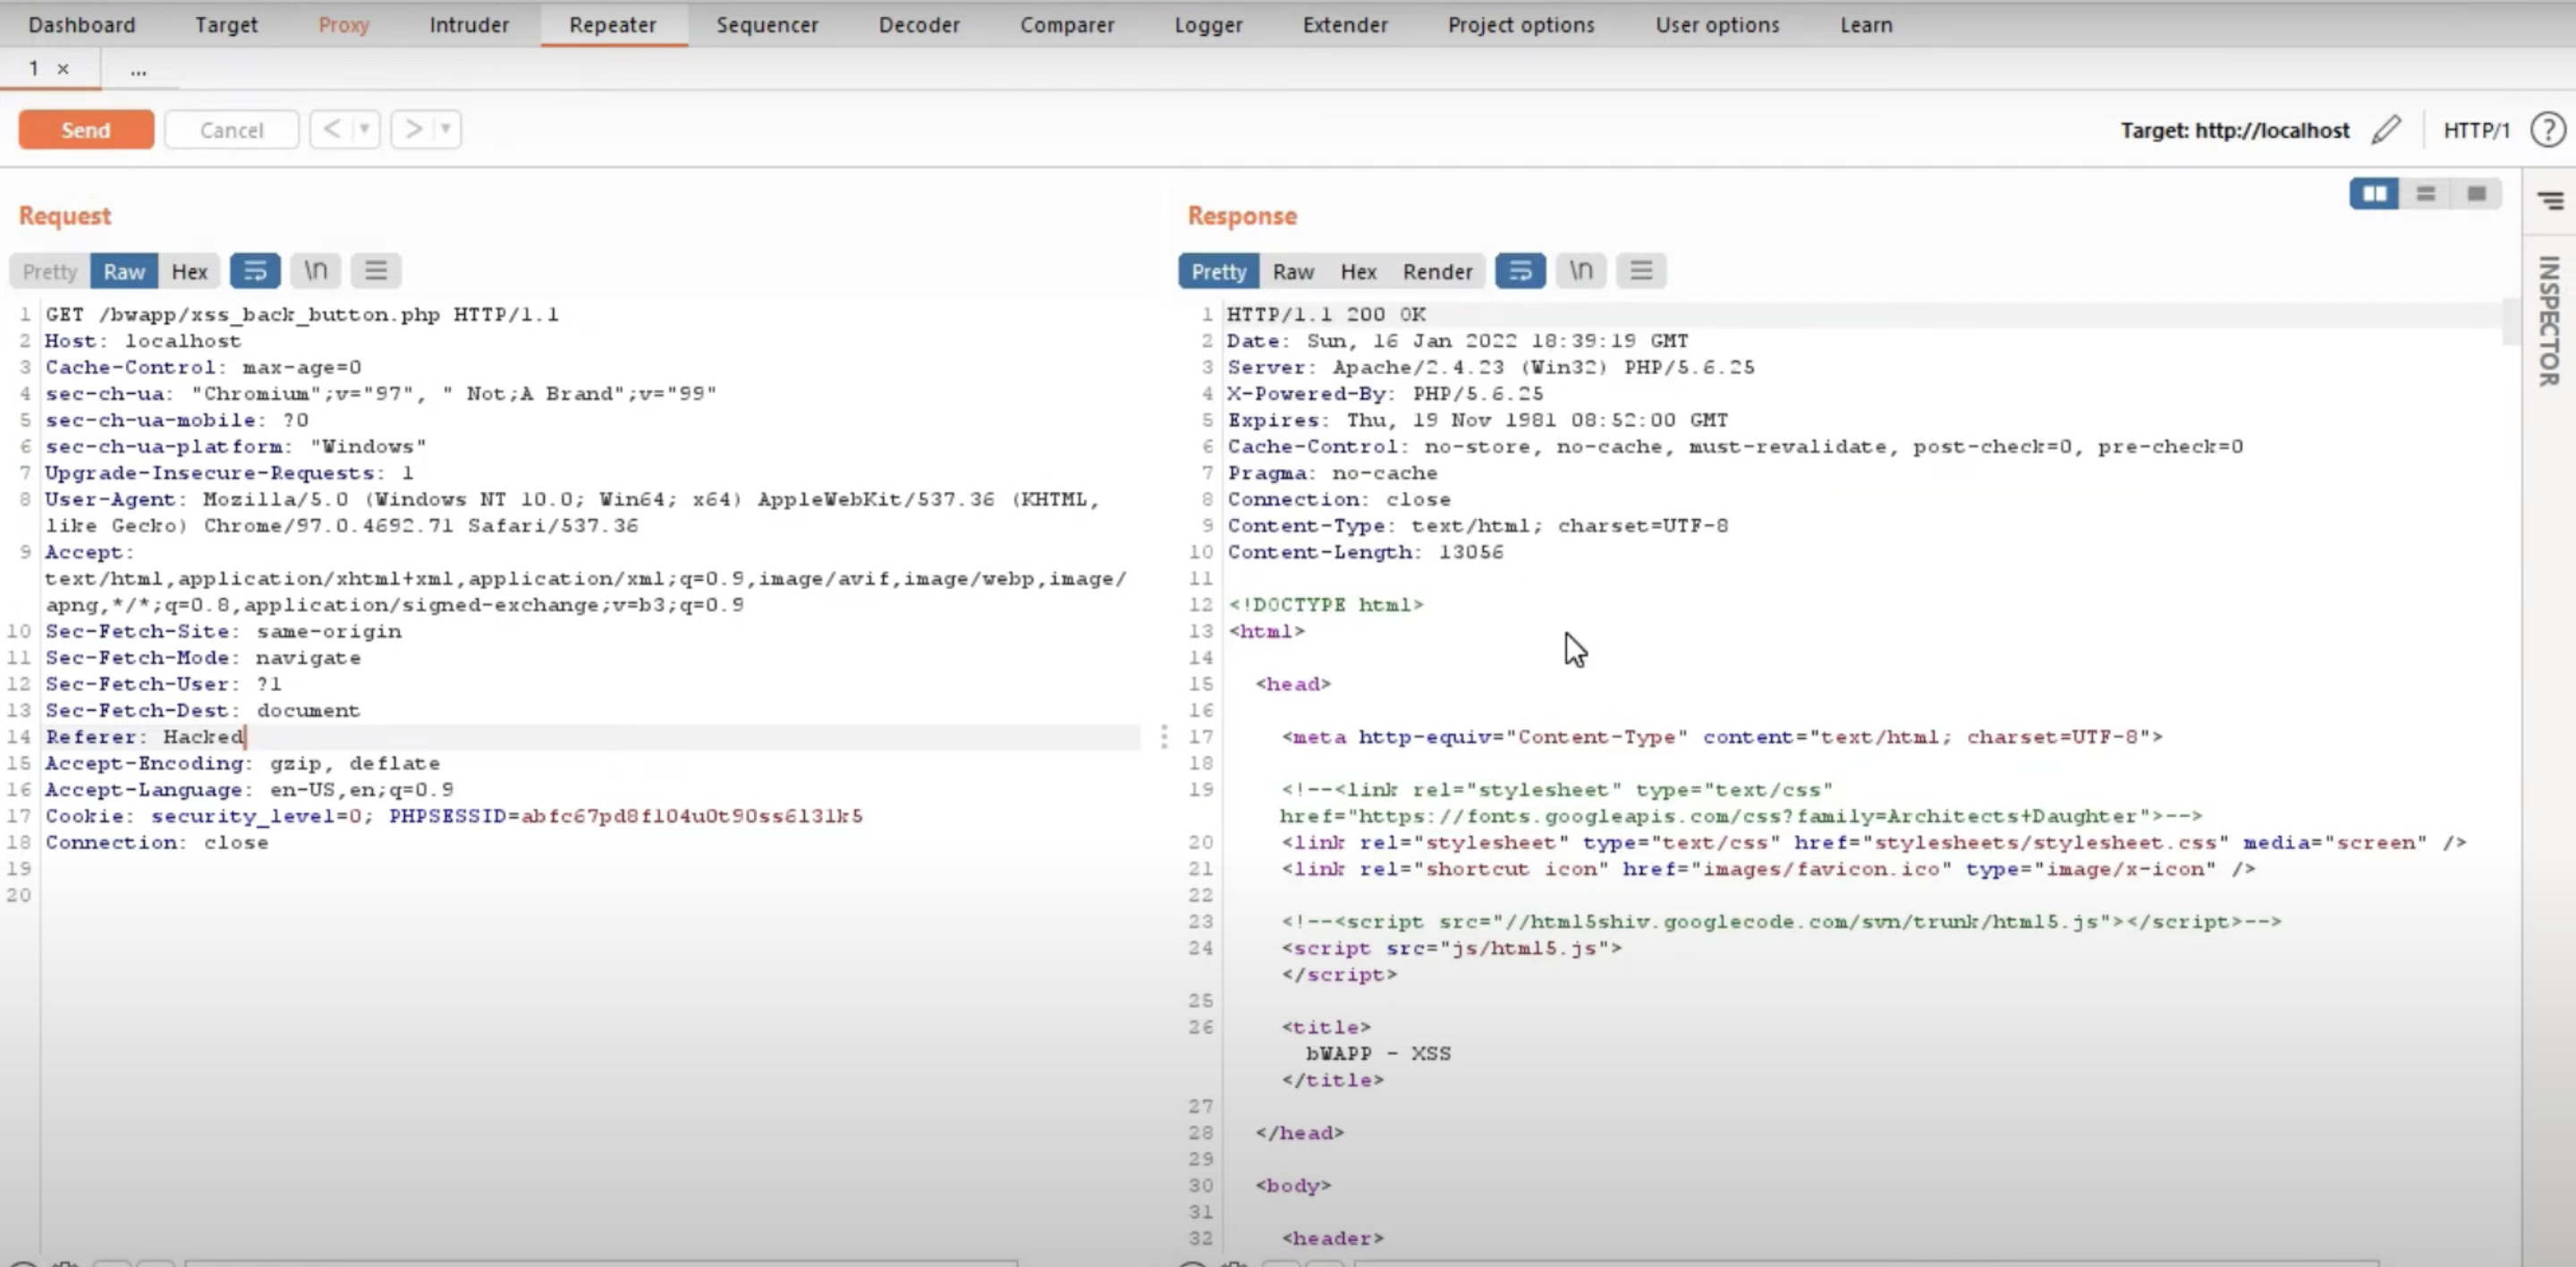 Dashboard Target Proxy Intruder Repeater Sequencer Decoder Comparer Logger Extender Project options User options Learn
1 × ...
Send Cancel < > Target: http://localhost HTTP/1 ?
Request
Pretty Raw Hex \n
1 GET /bwapp/xss_back_button.php HTTP/1.1
2 Host: localhost
3 Cache-Control: max-age=0
4 sec-ch-ua: "Chromium";v="97", " Not;A Brand";v="99"
5 sec-ch-ua-mobile: ?0
6 sec-ch-ua-platform: "Windows"
7 Upgrade-Insecure-Requests: 1
8 User-Agent: Mozilla/5.0 (Windows NT 10.0; Win64; x64) AppleWebKit/537.36 (KHTML,
like Gecko) Chrome/97.0.4692.71 Safari/537.36
9 Accept:
text/html,application/xhtml+xml,application/xml;q=0.9,image/avif,image/webp,image/
apng,*/*;q=0.8,application/signed-exchange;v=b3;q=0.9
10 Sec-Fetch-Site: same-origin
11 Sec-Fetch-Mode: navigate
12 Sec-Fetch-User: ?1
13 Sec-Fetch-Dest: document
14 Referer: Hacked
15 Accept-Encoding: gzip, deflate
16 Accept-Language: en-US,en;q=0.9
17 Cookie: security_level=0; PHPSESSID=abfc67pd8f104u0t90ss6131k5
18 Connection: close
19
20
Response
Pretty Raw Hex Render \n
1 HTTP/1.1 200 OK
2 Date: Sun, 16 Jan 2022 18:39:19 GMT
3 Server: Apache/2.4.23 (Win32) PHP/5.6.25
4 X-Powered-By: PHP/5.6.25
5 Expires: Thu, 19 Nov 1981 08:52:00 GMT
6 Cache-Control: no-store, no-cache, must-revalidate, post-check=0, pre-check=0
7 Pragma: no-cache
8 Connection: close
9 Content-Type: text/html; charset=UTF-8
10 Content-Length: 13056
11
12 <!DOCTYPE html>
13 <html>
14
15 <head>
16
17 <meta http-equiv="Content-Type" content="text/html; charset=UTF-8">
18
19 <!--<link rel="stylesheet" type="text/css"
href="https://fonts.googleapis.com/css?family=Architects+Daughter">-->
20 <link rel="stylesheet" type="text/css" href="stylesheets/stylesheet.css" media="screen" />
21 <link rel="shortcut icon" href="images/favicon.ico" type="image/x-icon" />
22
23 <!--<script src="//html5shiv.googlecode.com/svn/trunk/html5.js"></script>-->
24 <script src="js/html5.js">
</script>
25
26 <title>
bWAPP - XSS
</title>
27
28 </head>
29
30 <body>
31
32 <header>
INSPECTOR